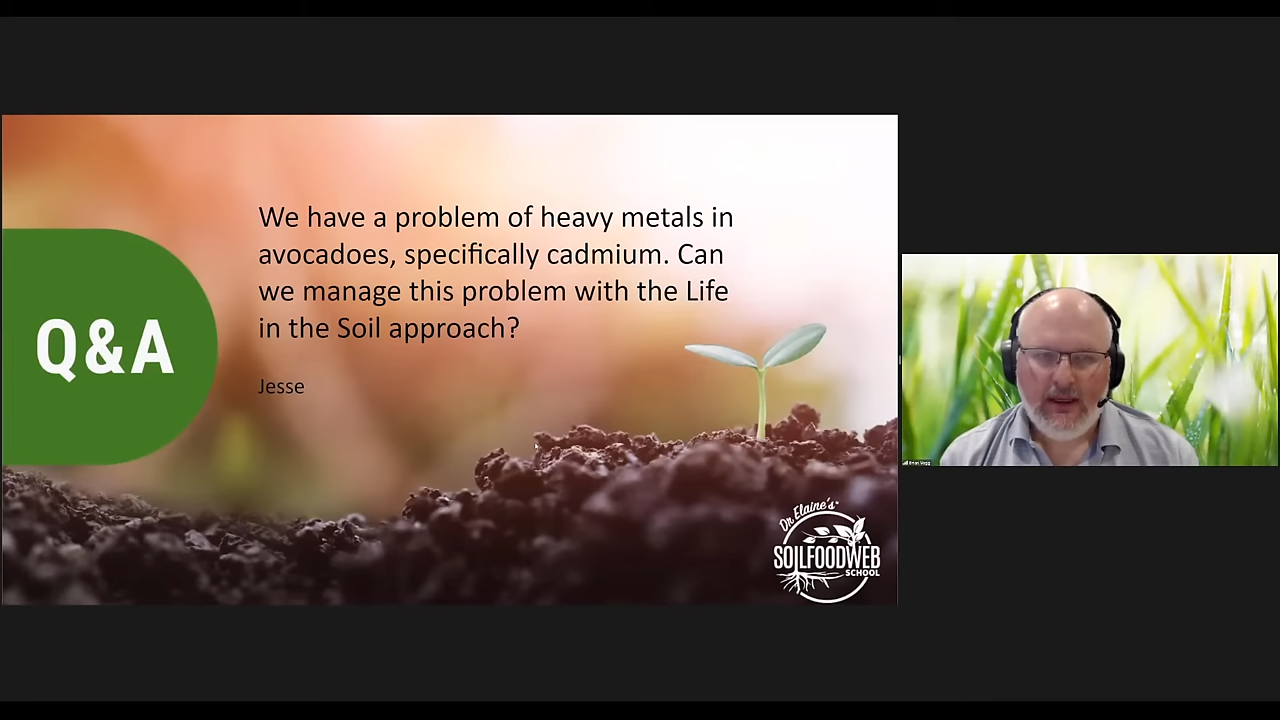 We have a problem of heavy metals in
avocadoes, specifically cadmium. Can
we manage this problem with the Life
in the Soil approach?
Jesse
Q&A
Dr. Elaine's
SOILFOODWEB
SCHOOL